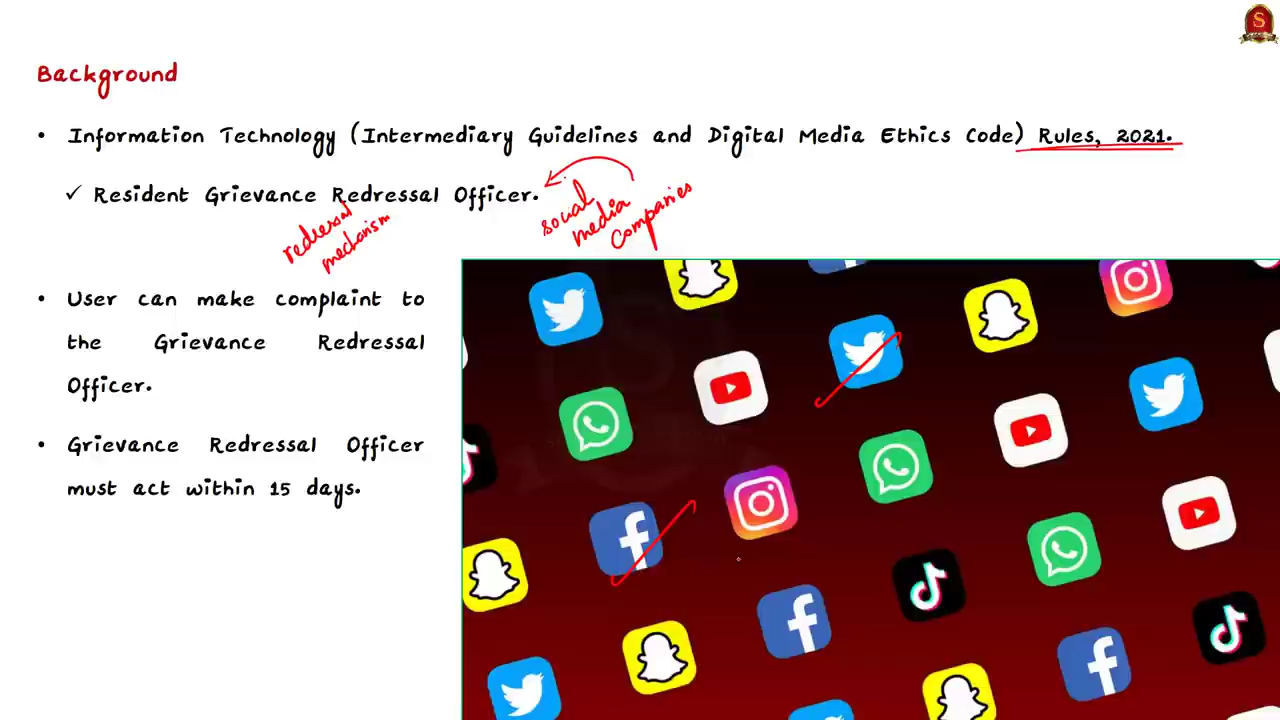 Background
• Information Technology (Intermediary Guidelines and Digital Media Ethics Code) Rules, 2021.
✓ Resident Grievance Redressal Officer.
redressal
mechanism
social
media
companies
• User can make complaint to
the Grievance Redressal
Officer.
• Grievance Redressal Officer
must act within 15 days.
S